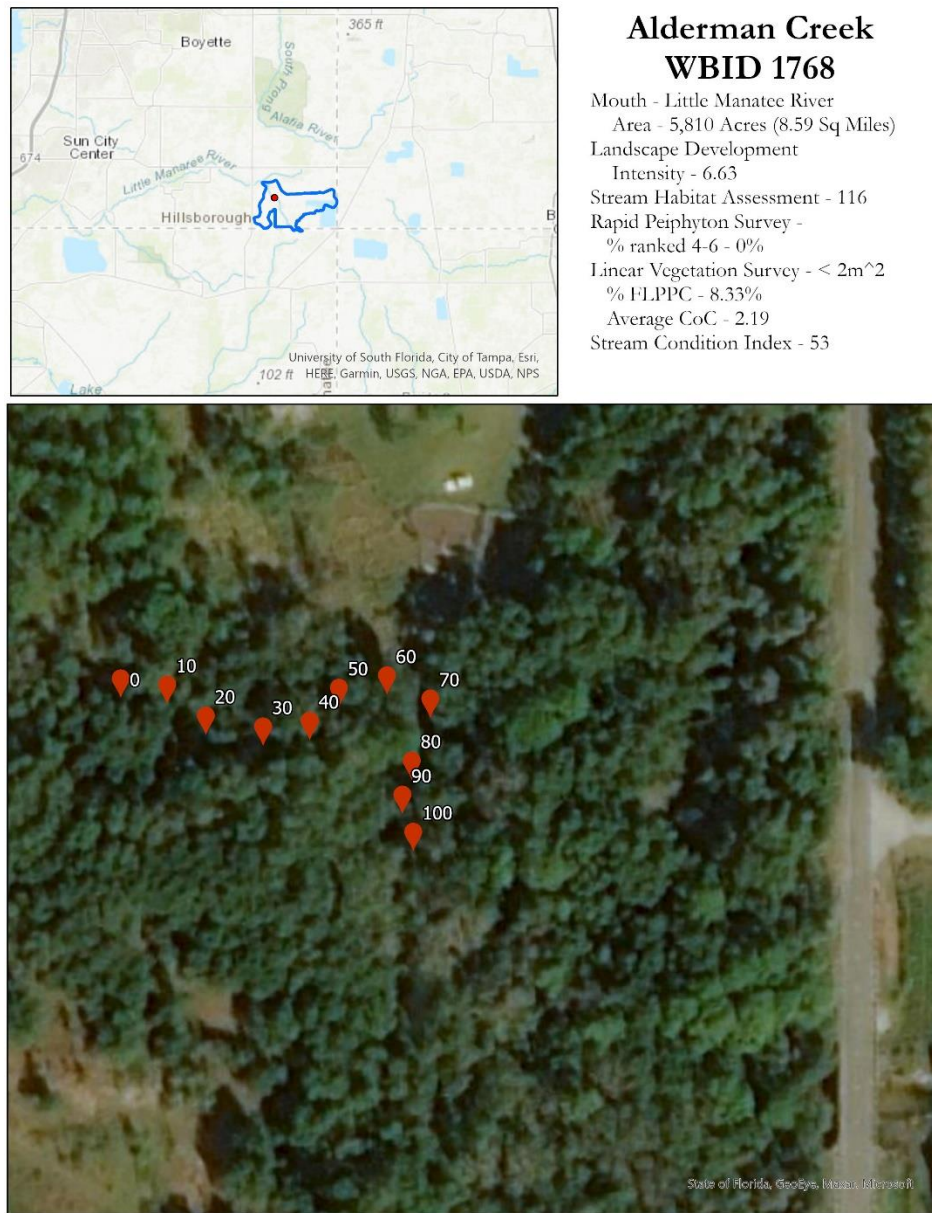 Alderman Creek
WBID 1768
Mouth - Little Manatee River
Area - 5,810 Acres (8.59 Sq Miles)
Landscape Development
Intensity - 6.63
Stream Habitat Assessment - 116
Rapid Peiphyton Survey -
% ranked 4-6 - 0%
Linear Vegetation Survey - < 2m^2
% FLPPC - 8.33%
Average CoC - 2.19
Stream Condition Index - 53
365 ft
Boyette
South Prong
Alafia River
Sun City
Center
674
Little Manatee River
Hillsborough
B
University of South Florida, City of Tampa, Esri,
HERE, Garmin, USGS, NGA, EPA, USDA, NPS
102 ft
Lake
0
10
20
30
40
50
60
70
80
90
100
State of Florida, GeoEye, Maxar, Microsoft